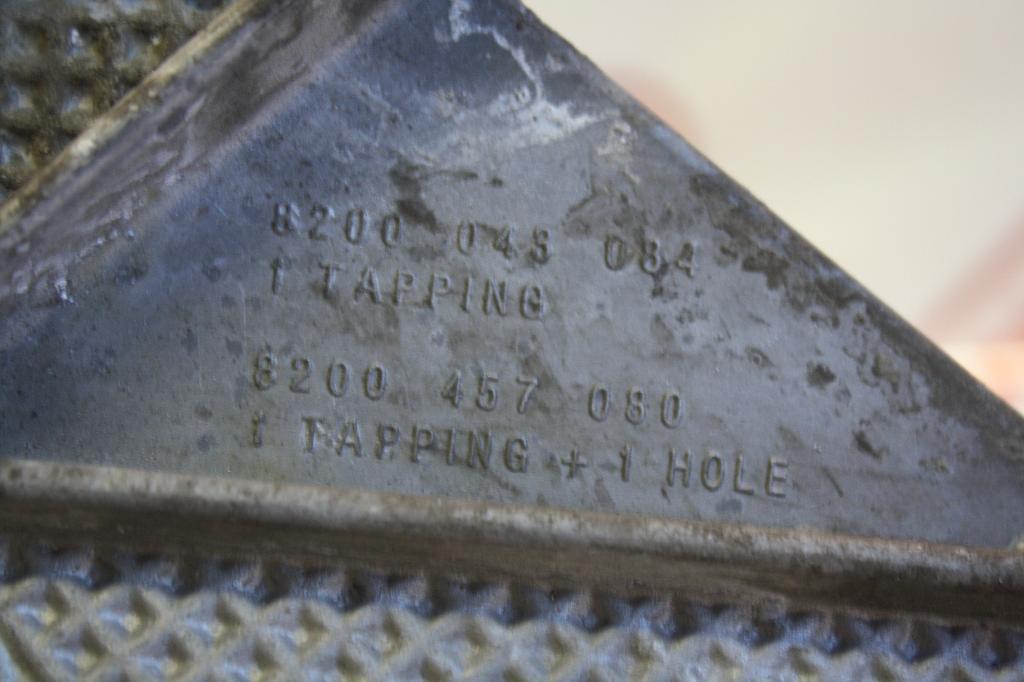 8200 043 084
1 TAPPING
8200 457 080
1 TAPPING + 1 HOLE